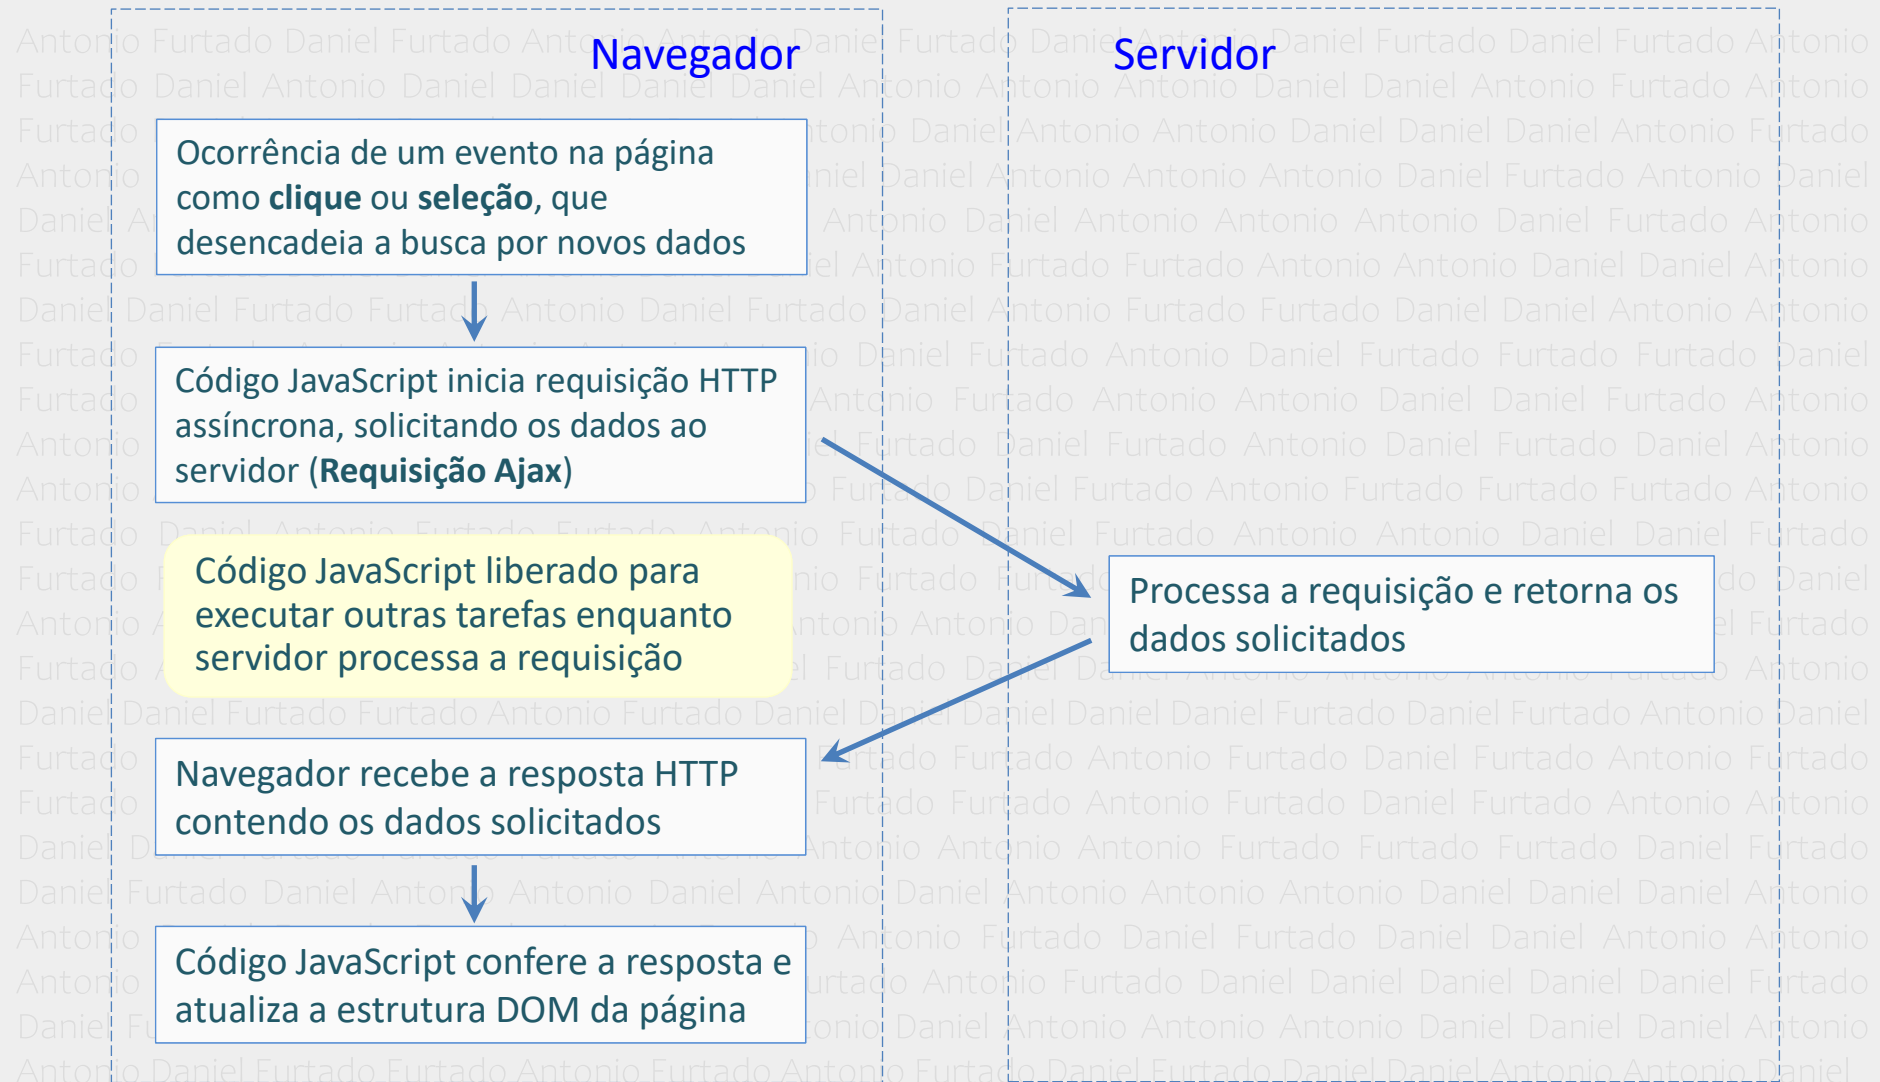 Navegador
Servidor
Ocorrência de um evento na página
como clique ou seleção, que
desencadeia a busca por novos dados
Código JavaScript inicia requisição HTTP
assíncrona, solicitando os dados ao
servidor (Requisição Ajax)
Código JavaScript liberado para
executar outras tarefas enquanto
servidor processa a requisição
Processa a requisição e retorna os
dados solicitados
Navegador recebe a resposta HTTP
contendo os dados solicitados
Código JavaScript confere a resposta e
atualiza a estrutura DOM da página